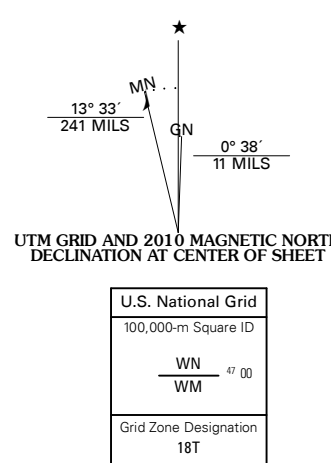 ★
MN
13° 33´
241 MILS
GN
0° 38´
11 MILS
UTM GRID AND 2010 MAGNETIC NORTH
DECLINATION AT CENTER OF SHEET
U.S. National Grid
100,000-m Square ID
WN
47 00
WM
Grid Zone Designation
18T